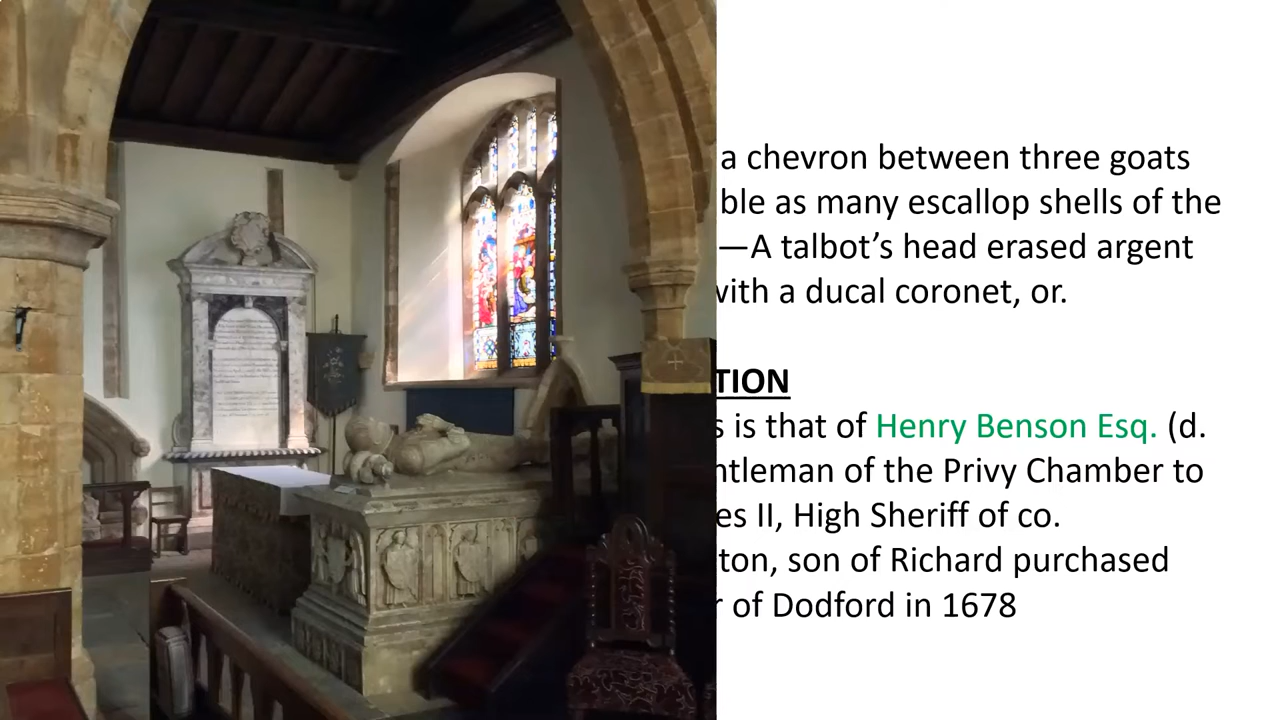 a chevron between three goats
ble as many escallop shells of the
—A talbot’s head erased argent
with a ducal coronet, or.
TION
s is that of Henry Benson Esq. (d.
ntleman of the Privy Chamber to
es II, High Sheriff of co.
ton, son of Richard purchased
r of Dodford in 1678